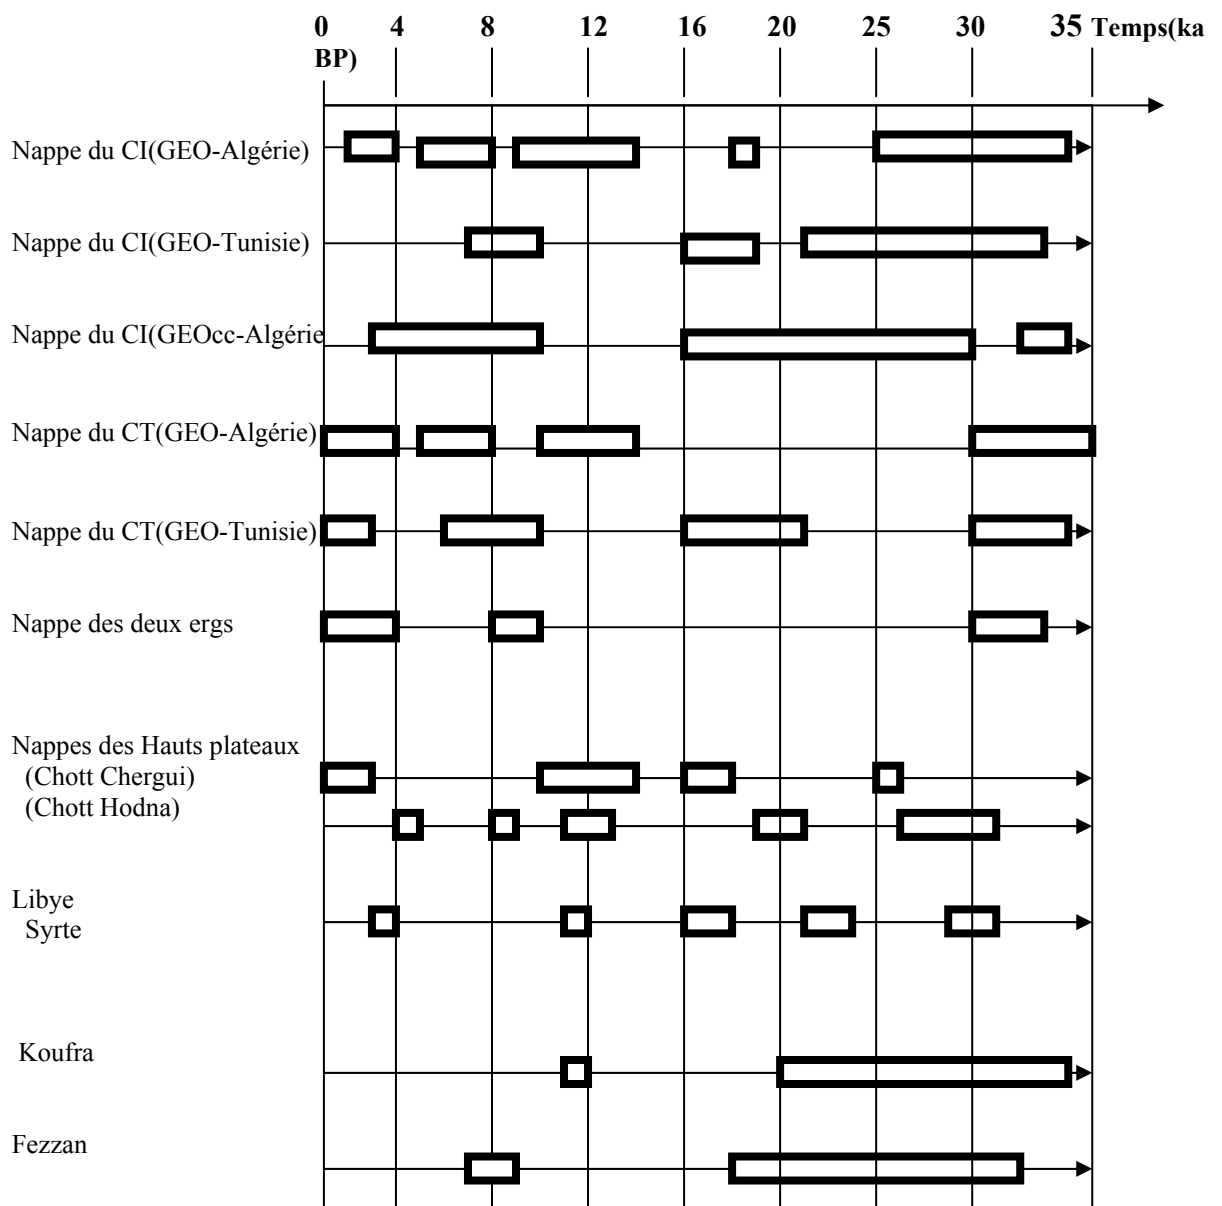 0 4 8 12 16 20 25 30 35 Temps(ka
BP)
Nappe du CI(GEO-Algérie)
Nappe du CI(GEO-Tunisie)
Nappe du CI(GEOcc-Algérie
Nappe du CT(GEO-Algérie)
Nappe du CT(GEO-Tunisie)
Nappe des deux ergs
Nappes des Hauts plateaux
(Chott Chergui)
(Chott Hodna)
Libye
Syrte
Koufra
Fezzan